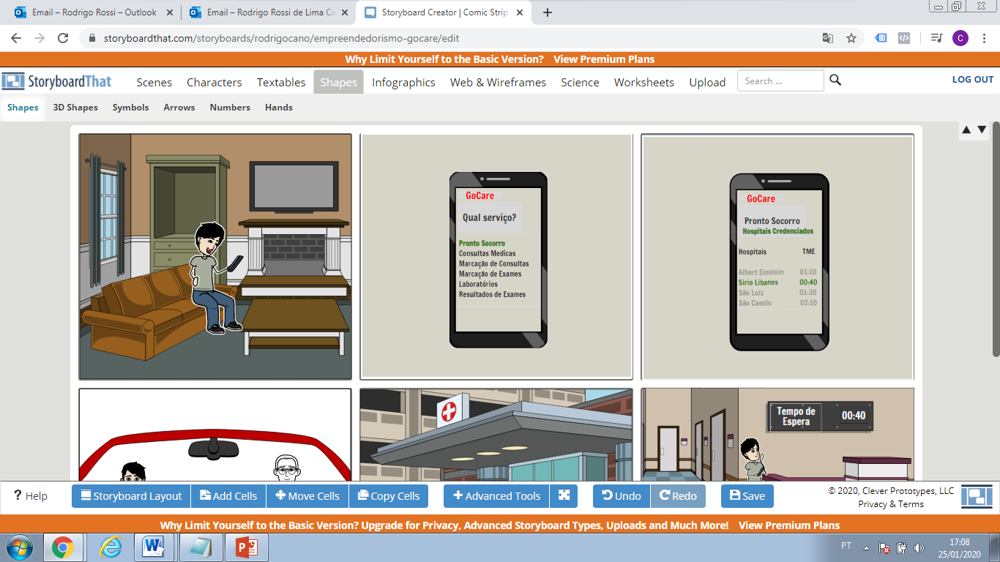 Email – Rodrigo Rossi – Outlook
Email – Rodrigo Rossi de Lima Ca
Storyboard Creator | Comic Strip
storyboardthat.com/storyboards/rodrigocano/empreendedorismo-gocare/edit
C
Why Limit Yourself to the Basic Version? View Premium Plans
StoryboardThat
Scenes Characters Textables Shapes Infographics Web & Wireframes Science Worksheets Upload Search ... LOG OUT
Shapes 3D Shapes Symbols Arrows Numbers Hands
GoCare
Qual serviço?
Pronto Socorro
Consultas Medicas
Marcação de Consultas
Marcação de Exames
Laboratórios
Resultados de Exames
GoCare
Pronto Socorro
Hospitais Credenciados
Hospitais TME
Albert Einstein 01:10
Sirio Libanes 00:40
São Luiz 01:30
São Camilo 02:10
Tempo de
Espera
00:40
? Help Storyboard Layout Add Cells Move Cells Copy Cells Advanced Tools Undo Redo Save
© 2020, Clever Prototypes, LLC
Privacy & Terms
Why Limit Yourself to the Basic Version? Upgrade for Privacy, Advanced Storyboard Types, Uploads and Much More! View Premium Plans
PT
17:08
25/01/2020